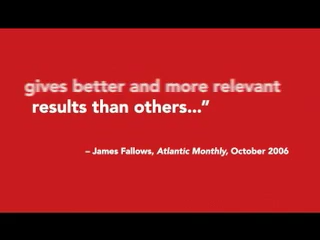 gives better and more relevant
results than others...”
– James Fallows, Atlantic Monthly, October 2006